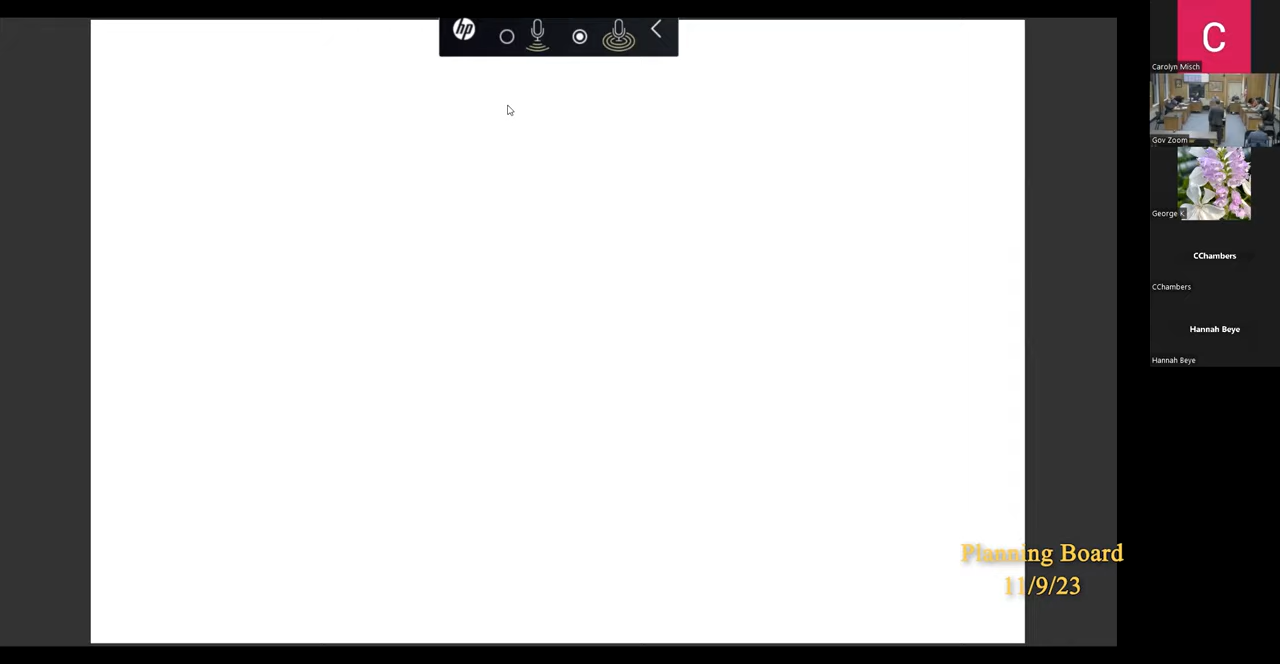 hp
C
Carolyn Misch
Gov Zoom
George K
CChambers
CChambers
Hannah Beye
Hannah Beye
Planning Board
11/9/23